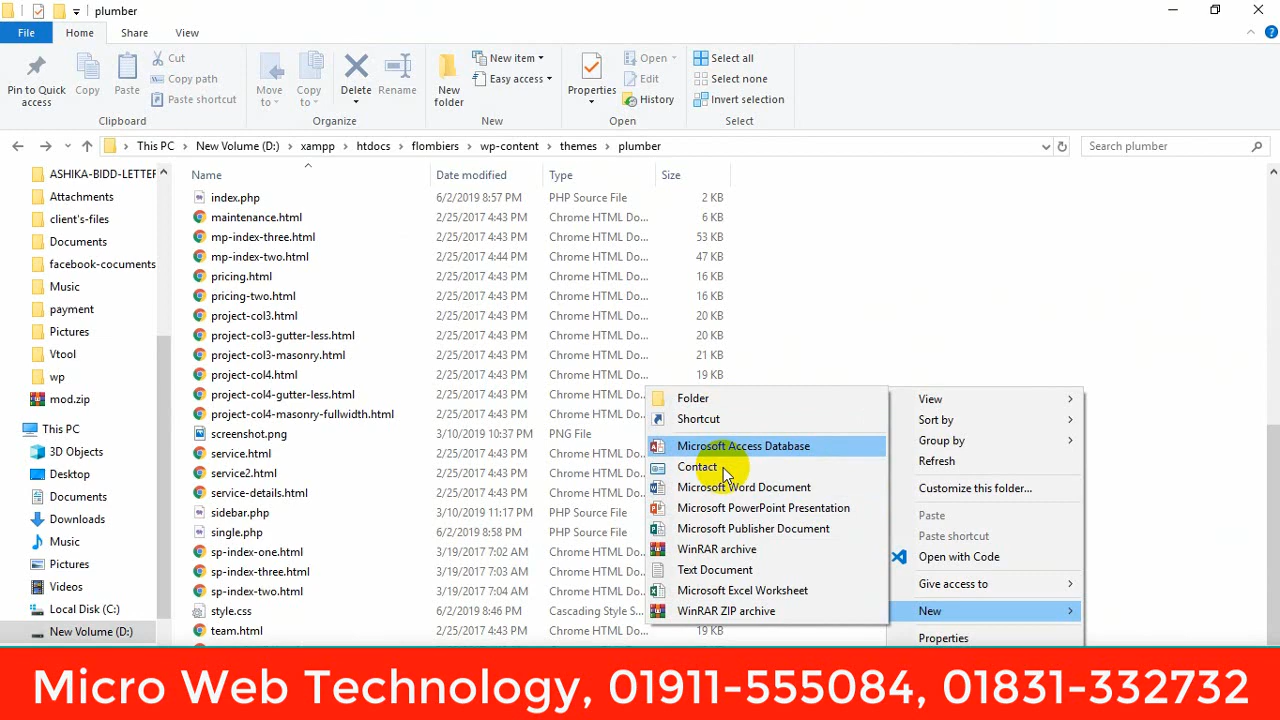 plumber
File
Home
Share
View
Pin to Quick access
Copy
Paste
Cut
Copy path
Paste shortcut
Clipboard
Move to
Copy to
Delete
Rename
Organize
New folder
New item
Easy access
New
Properties
Open
Edit
History
Open
Select all
Select none
Invert selection
Select
This PC > New Volume (D:) > xampp > htdocs > flombiers > wp-content > themes > plumber
Search plumber
ASHIKA-BIDD-LETTER
Attachments
client's-files
Documents
facebook-cocuments
Music
payment
Pictures
Vtool
wp
mod.zip
This PC
3D Objects
Desktop
Documents
Downloads
Music
Pictures
Videos
Local Disk (C:)
New Volume (D:)
Name Date modified Type Size
index.php 6/2/2019 8:57 PM PHP Source File 2 KB
maintenance.html 2/25/2017 4:43 PM Chrome HTML Do... 6 KB
mp-index-three.html 2/25/2017 4:43 PM Chrome HTML Do... 53 KB
mp-index-two.html 2/25/2017 4:44 PM Chrome HTML Do... 47 KB
pricing.html 2/25/2017 4:43 PM Chrome HTML Do... 16 KB
pricing-two.html 2/25/2017 4:43 PM Chrome HTML Do... 16 KB
project-col3.html 2/25/2017 4:43 PM Chrome HTML Do... 20 KB
project-col3-gutter-less.html 2/25/2017 4:43 PM Chrome HTML Do... 20 KB
project-col3-masonry.html 2/25/2017 4:43 PM Chrome HTML Do... 21 KB
project-col4.html 2/25/2017 4:43 PM Chrome HTML Do... 19 KB
project-col4-gutter-less.html 2/25/2017 4:43 PM Chrome HTML Do...
project-col4-masonry-fullwidth.html 2/25/2017 4:43 PM Chrome HTML Do...
screenshot.png 3/10/2019 10:37 PM PNG File
service.html 2/25/2017 4:43 PM Chrome HTML Do...
service2.html 2/25/2017 4:43 PM Chrome HTML Do...
service-details.html 2/25/2017 4:43 PM Chrome HTML Do...
sidebar.php 3/10/2019 11:17 PM PHP Source File
single.php 6/2/2019 8:58 PM PHP Source File
sp-index-one.html 3/19/2017 7:02 AM Chrome HTML Do...
sp-index-three.html 3/19/2017 7:03 AM Chrome HTML Do...
sp-index-two.html 3/19/2017 7:04 AM Chrome HTML Do...
style.css 6/2/2019 8:46 PM Cascading Style S...
team.html 2/25/2017 4:43 PM Chrome HTML Do... 19 KB
Folder
Shortcut
Microsoft Access Database
Contact
Microsoft Word Document
Microsoft PowerPoint Presentation
Microsoft Publisher Document
WinRAR archive
Text Document
Microsoft Excel Worksheet
WinRAR ZIP archive
View
Sort by
Group by
Refresh
Customize this folder...
Paste
Paste shortcut
Open with Code
Give access to
New
Properties
Micro Web Technology, 01911-555084, 01831-332732